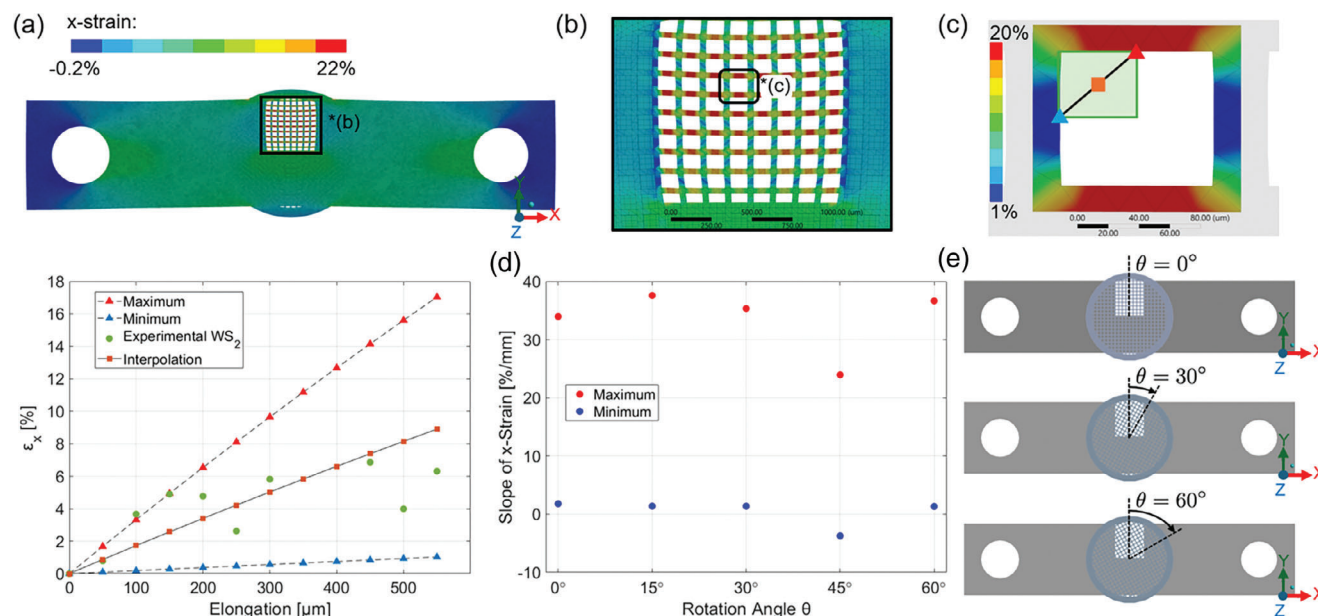 (a)
x-strain:
-0.2%
22%
*(b)
Y
X
Z
(b)
*(c)
0.00
500.00
1000.00 (um)
250.00
750.00
(c)
20%
1%
0.00
40.00
80.00 (um)
20.00
60.00
18
16
14
12
10
8
6
4
2
0
εx [%]
Maximum
Minimum
Experimental WS2
Interpolation
0 100 200 300 400 500
Elongation [µm]
(d)
40
30
20
10
0
-10
Slope of x-Strain [%/mm]
Maximum
Minimum
0° 15° 30° 45° 60°
Rotation Angle θ
(e)
θ = 0°
Y
X
Z
θ = 30°
Y
X
Z
θ = 60°
Y
X
Z